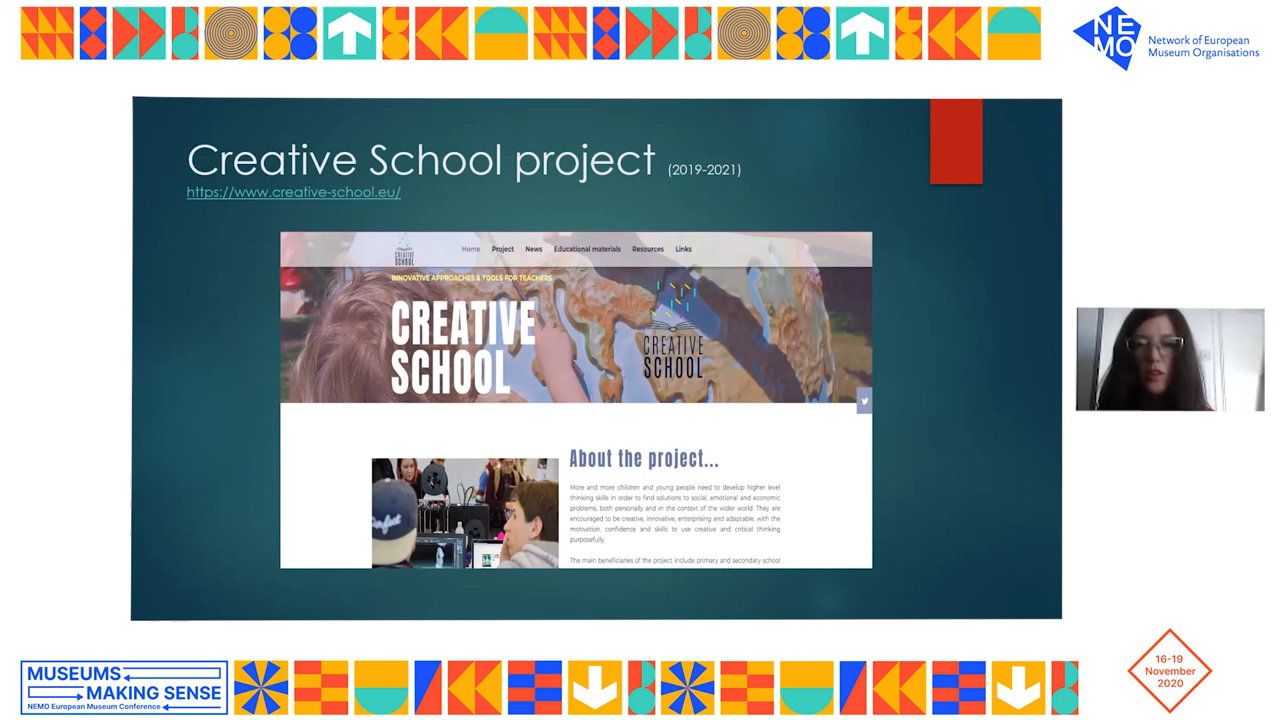 NE
MO
Network of European
Museum Organisations
Creative School project (2019-2021)
https://www.creative-school.eu/
CREATIVE
SCHOOL
Home Project News Educational materials Resources Links
INNOVATIVE APPROACHES & TOOLS FOR TEACHERS
CREATIVE
SCHOOL
CREATIVE
SCHOOL
About the project...
More and more children and young people need to develop higher level
thinking skills in order to find solutions to social, emotional and economic
problems, both personally and in the context of the wider world. They are
encouraged to be creative, innovative, enterprising and adaptable, with the
motivation, confidence and skills to use creative and critical thinking
purposefully.
The main beneficiaries of the project include primary and secondary school
MUSEUMS
MAKING SENSE
NEMO European Museum Conference
16-19
November
2020